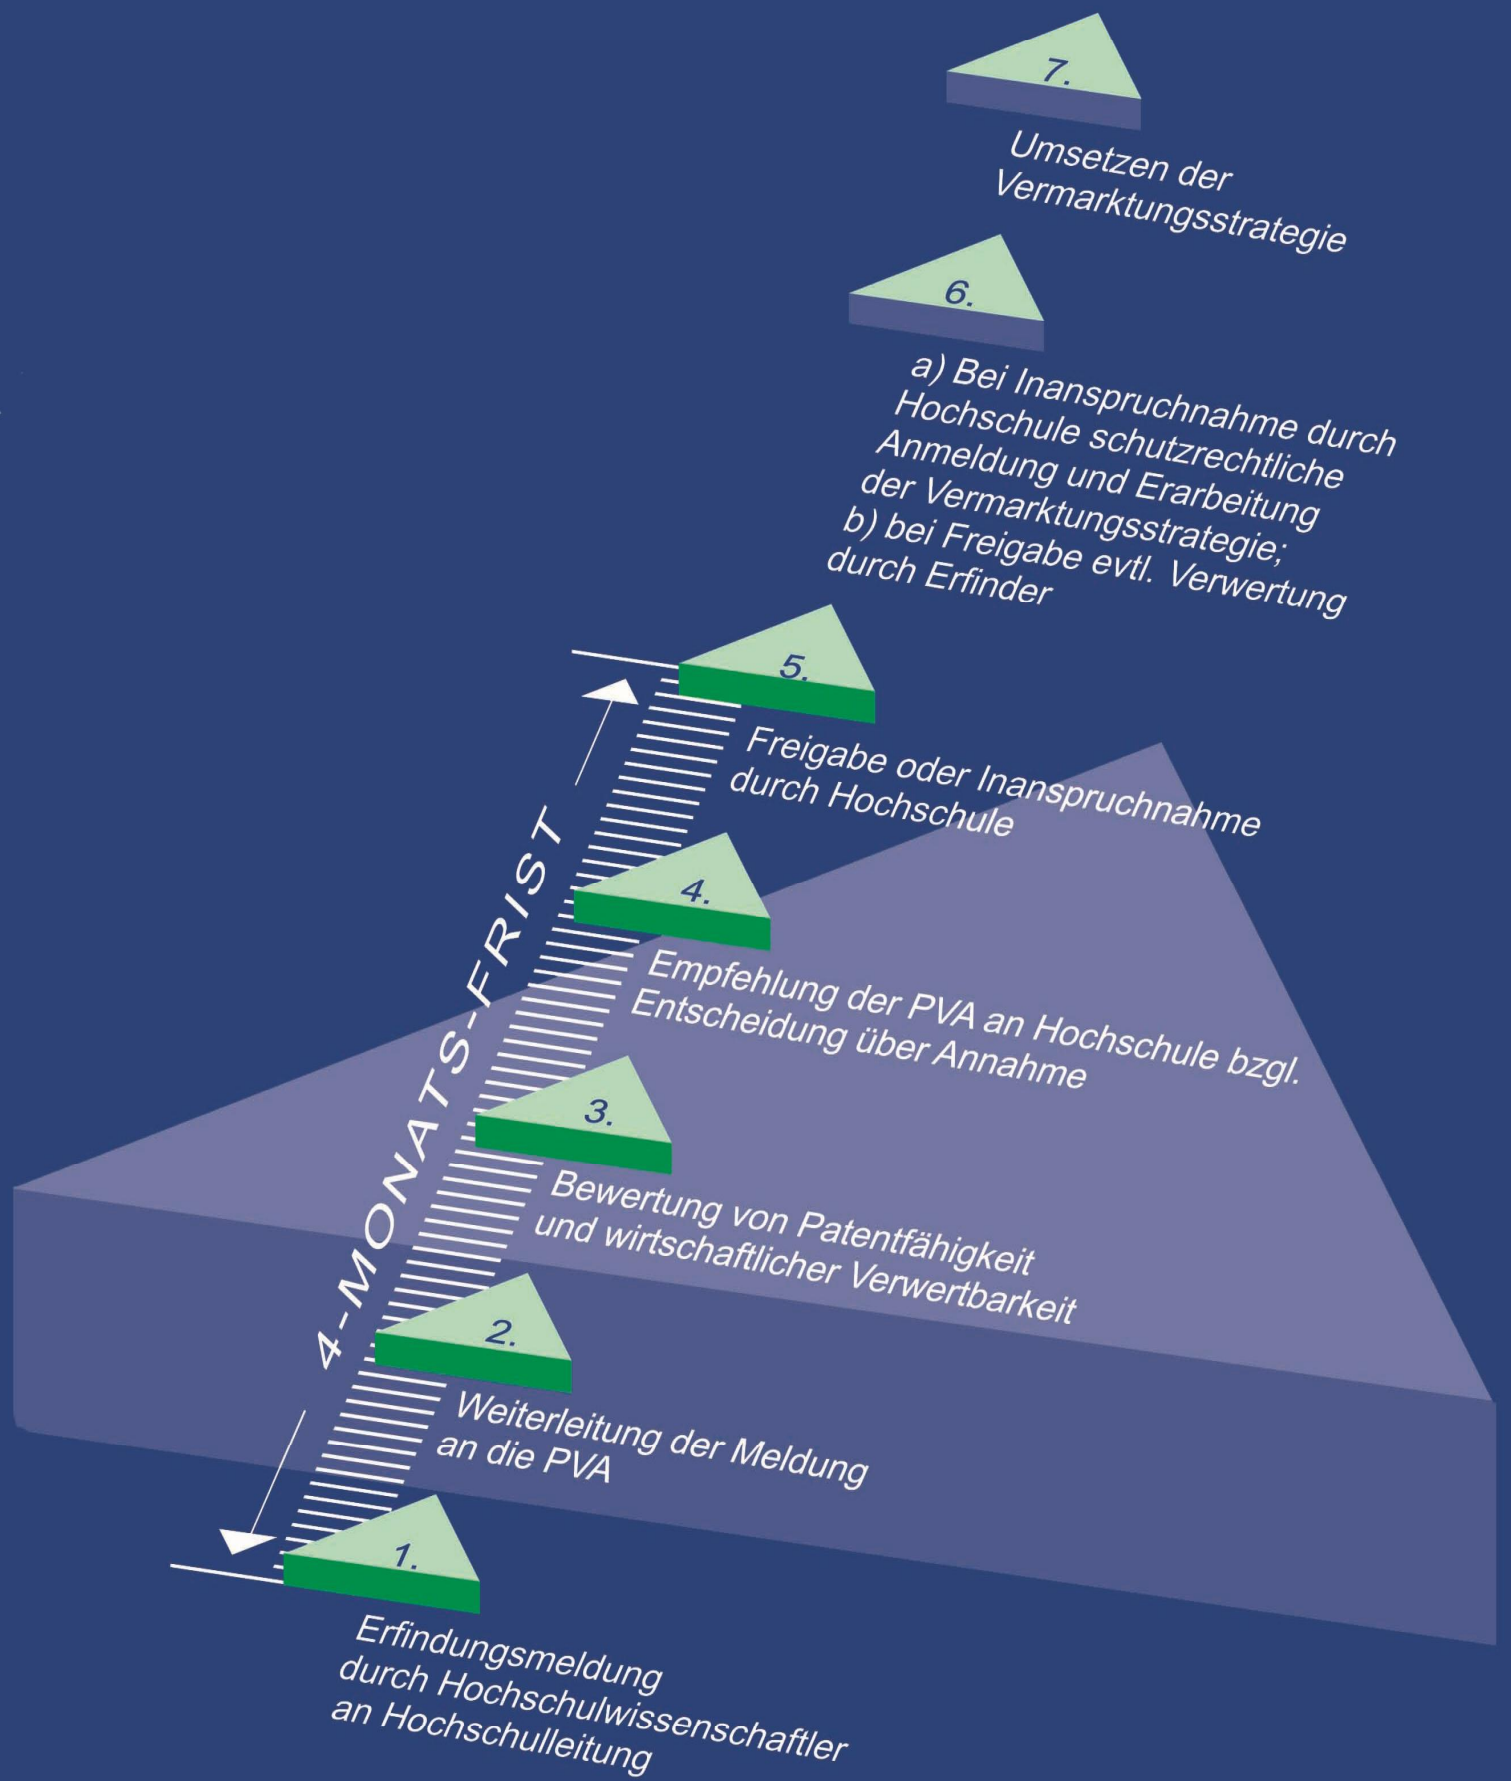 7.
Umsetzen der
Vermarktungsstrategie
6.
a) Bei Inanspruchnahme durch
Hochschule schutzrechtliche
Anmeldung und Erarbeitung
der Vermarktungsstrategie;
b) bei Freigabe evtl. Verwertung
durch Erfinder
5.
Freigabe oder Inanspruchnahme
durch Hochschule
4.
Empfehlung der PVA an Hochschule bzgl.
Entscheidung über Annahme
3.
Bewertung von Patentfähigkeit
und wirtschaftlicher Verwertbarkeit
2.
Weiterleitung der Meldung
an die PVA
1.
Erfindungsmeldung
durch Hochschulwissenschaftler
an Hochschulleitung
4-MONATS-FRIST